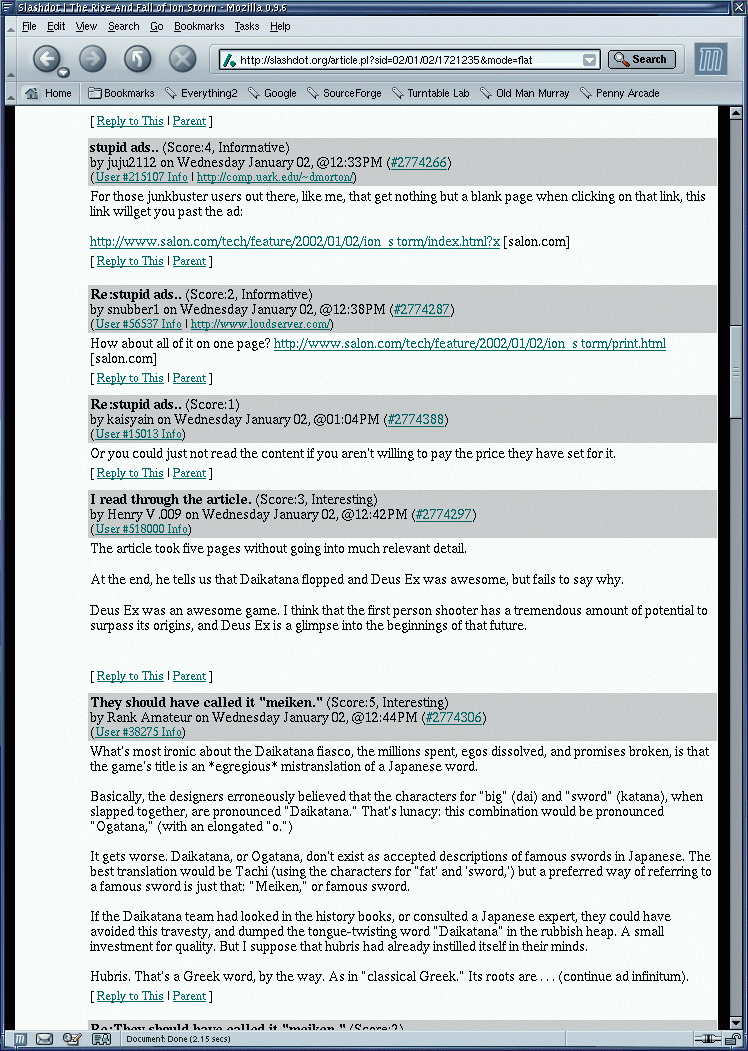 Slashdot | The Rise And Fall of Ion Storm - Mozilla 0.9.6
File Edit View Search Go Bookmarks Tasks Help
http://slashdot.org/article.pl?sid=02/01/02/1721235&mode=flat
Search
Home Bookmarks Everything2 Google SourceForge Turntable Lab Old Man Murray Penny Arcade
[ Reply to This | Parent ]
stupid ads.. (Score:4, Informative)
by juju2112 on Wednesday January 02, @12:33PM (#2774266)
(User #215107 Info | http://comp.uark.edu/~dmorton/)
For those junkbuster users out there, like me, that get nothing but a blank page when clicking on that link, this
link willget you past the ad:
http://www.salon.com/tech/feature/2002/01/02/ion_s torm/index.html?x [salon.com]
[ Reply to This | Parent ]
Re:stupid ads.. (Score:2, Informative)
by snubber1 on Wednesday January 02, @12:38PM (#2774287)
(User #56537 Info | http://www.loudserver.com/)
How about all of it on one page? http://www.salon.com/tech/feature/2002/01/02/ion_s torm/print.html
[salon.com]
[ Reply to This | Parent ]
Re:stupid ads.. (Score:1)
by kaisyain on Wednesday January 02, @01:04PM (#2774388)
(User #15013 Info)
Or you could just not read the content if you aren't willing to pay the price they have set for it.
[ Reply to This | Parent ]
I read through the article. (Score:3, Interesting)
by Henry V .009 on Wednesday January 02, @12:42PM (#2774297)
(User #518000 Info)
The article took five pages without going into much relevant detail.
At the end, he tells us that Daikatana flopped and Deus Ex was awesome, but fails to say why.
Deus Ex was an awesome game. I think that the first person shooter has a tremendous amount of potential to
surpass its origins, and Deus Ex is a glimpse into the beginnings of that future.
[ Reply to This | Parent ]
They should have called it "meiken." (Score:5, Interesting)
by Rank Amateur on Wednesday January 02, @12:44PM (#2774306)
(User #38275 Info)
What's most ironic about the Daikatana fiasco, the millions spent, egos dissolved, and promises broken, is that
the game's title is an *egregious* mistranslation of a Japanese word.
Basically, the designers erroneously believed that the characters for "big" (dai) and "sword" (katana), when
slapped together, are pronounced "Daikatana." That's lunacy: this combination would be pronounced
"Ogatana," (with an elongated "o.")
It gets worse. Daikatana, or Ogatana, don't exist as accepted descriptions of famous swords in Japanese. The
best translation would be Tachi (using the characters for "fat' and 'sword,') but a preferred way of referring to
a famous sword is just that: "Meiken," or famous sword.
If the Daikatana team had looked in the history books, or consulted a Japanese expert, they could have
avoided this travesty, and dumped the tongue-twisting word "Daikatana" in the rubbish heap. A small
investment for quality. But I suppose that hubris had already instilled itself in their minds.
Hubris. That's a Greek word, by the way. As in "classical Greek." Its roots are . . . (continue ad infinitum).
[ Reply to This | Parent ]
Re:They should have called it "meiken." (Score:2)
Document: Done (2.15 secs)